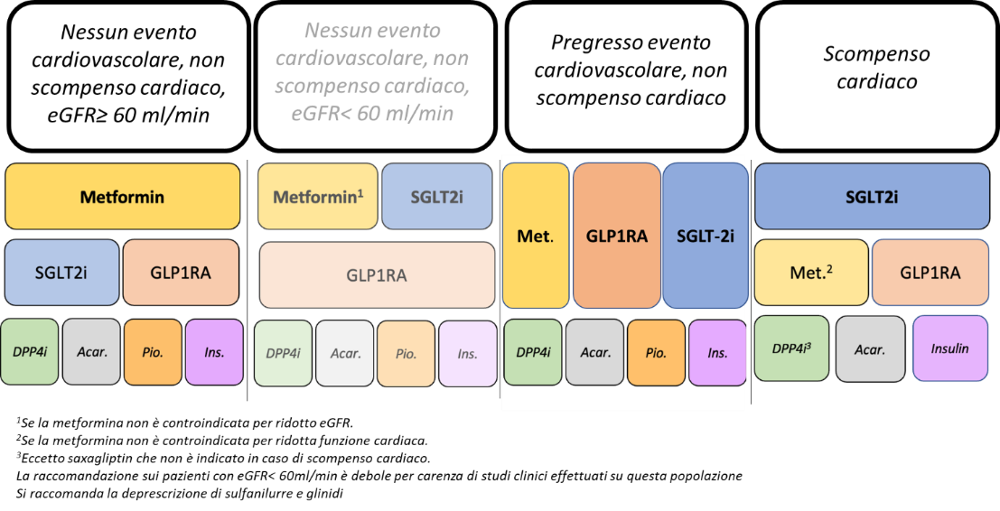 Nessun evento
cardiovascolare, non
scompenso cardiaco,
eGFR≥ 60 ml/min
Nessun evento
cardiovascolare, non
scompenso cardiaco,
eGFR< 60 ml/min
Pregresso evento
cardiovascolare, non
scompenso cardiaco
Scompenso
cardiaco
Metformin
SGLT2i
GLP1RA
DPP4i
Acar.
Pio.
Ins.
Metformin¹
SGLT2i
GLP1RA
DPP4i
Acar.
Pio.
Ins.
Met.
GLP1RA
SGLT-2i
DPP4i
Acar.
Pio.
Ins.
SGLT2i
Met.²
GLP1RA
DPP4i³
Acar.
Insulin
¹Se la metformina non è controindicata per ridotto eGFR.
²Se la metformina non è controindicata per ridotta funzione cardiaca.
³Eccetto saxagliptin che non è indicato in caso di scompenso cardiaco.
La raccomandazione sui pazienti con eGFR< 60ml/min è debole per carenza di studi clinici effettuati su questa popolazione
Si raccomanda la deprescrizione di sulfanilurre e glinidi